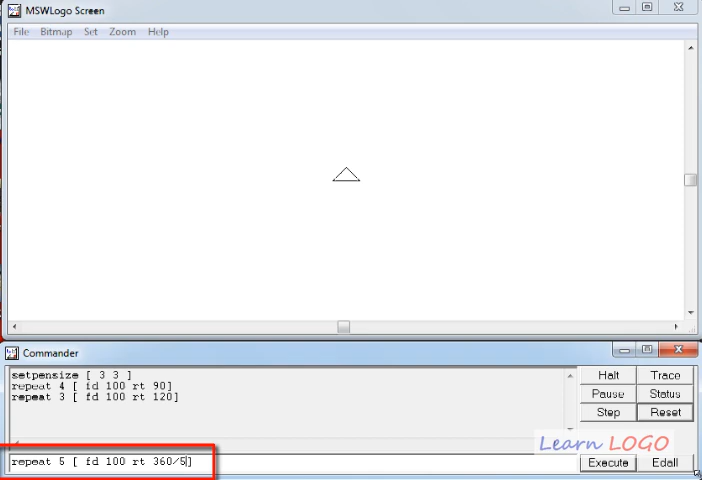 MSWLogo Screen
File Bitmap Set Zoom Help
Commander
setpensize [ 3 3 ]
repeat 4 [ fd 100 rt 90]
repeat 3 [ fd 100 rt 120]
Halt Trace
Pause Status
Step Reset
Learn LOGO
repeat 5 [ fd 100 rt 360/5]
Execute Edall